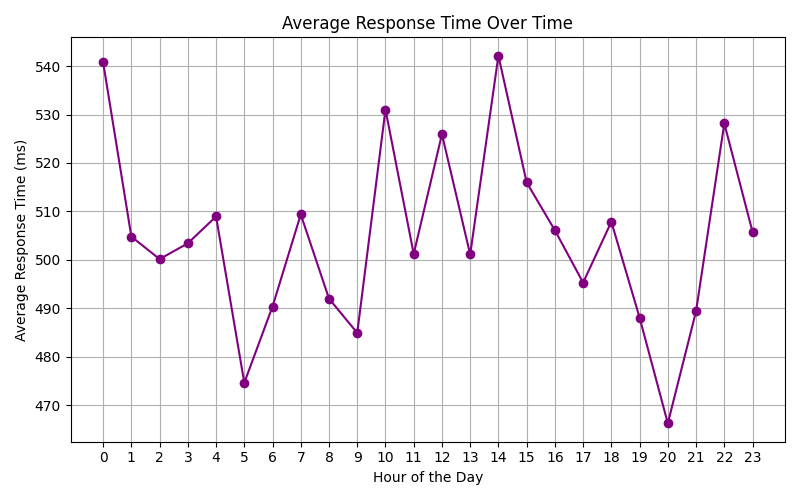 Average Response Time Over Time
Average Response Time (ms)
540
530
520
510
500
490
480
470
0 1 2 3 4 5 6 7 8 9 10 11 12 13 14 15 16 17 18 19 20 21 22 23
Hour of the Day